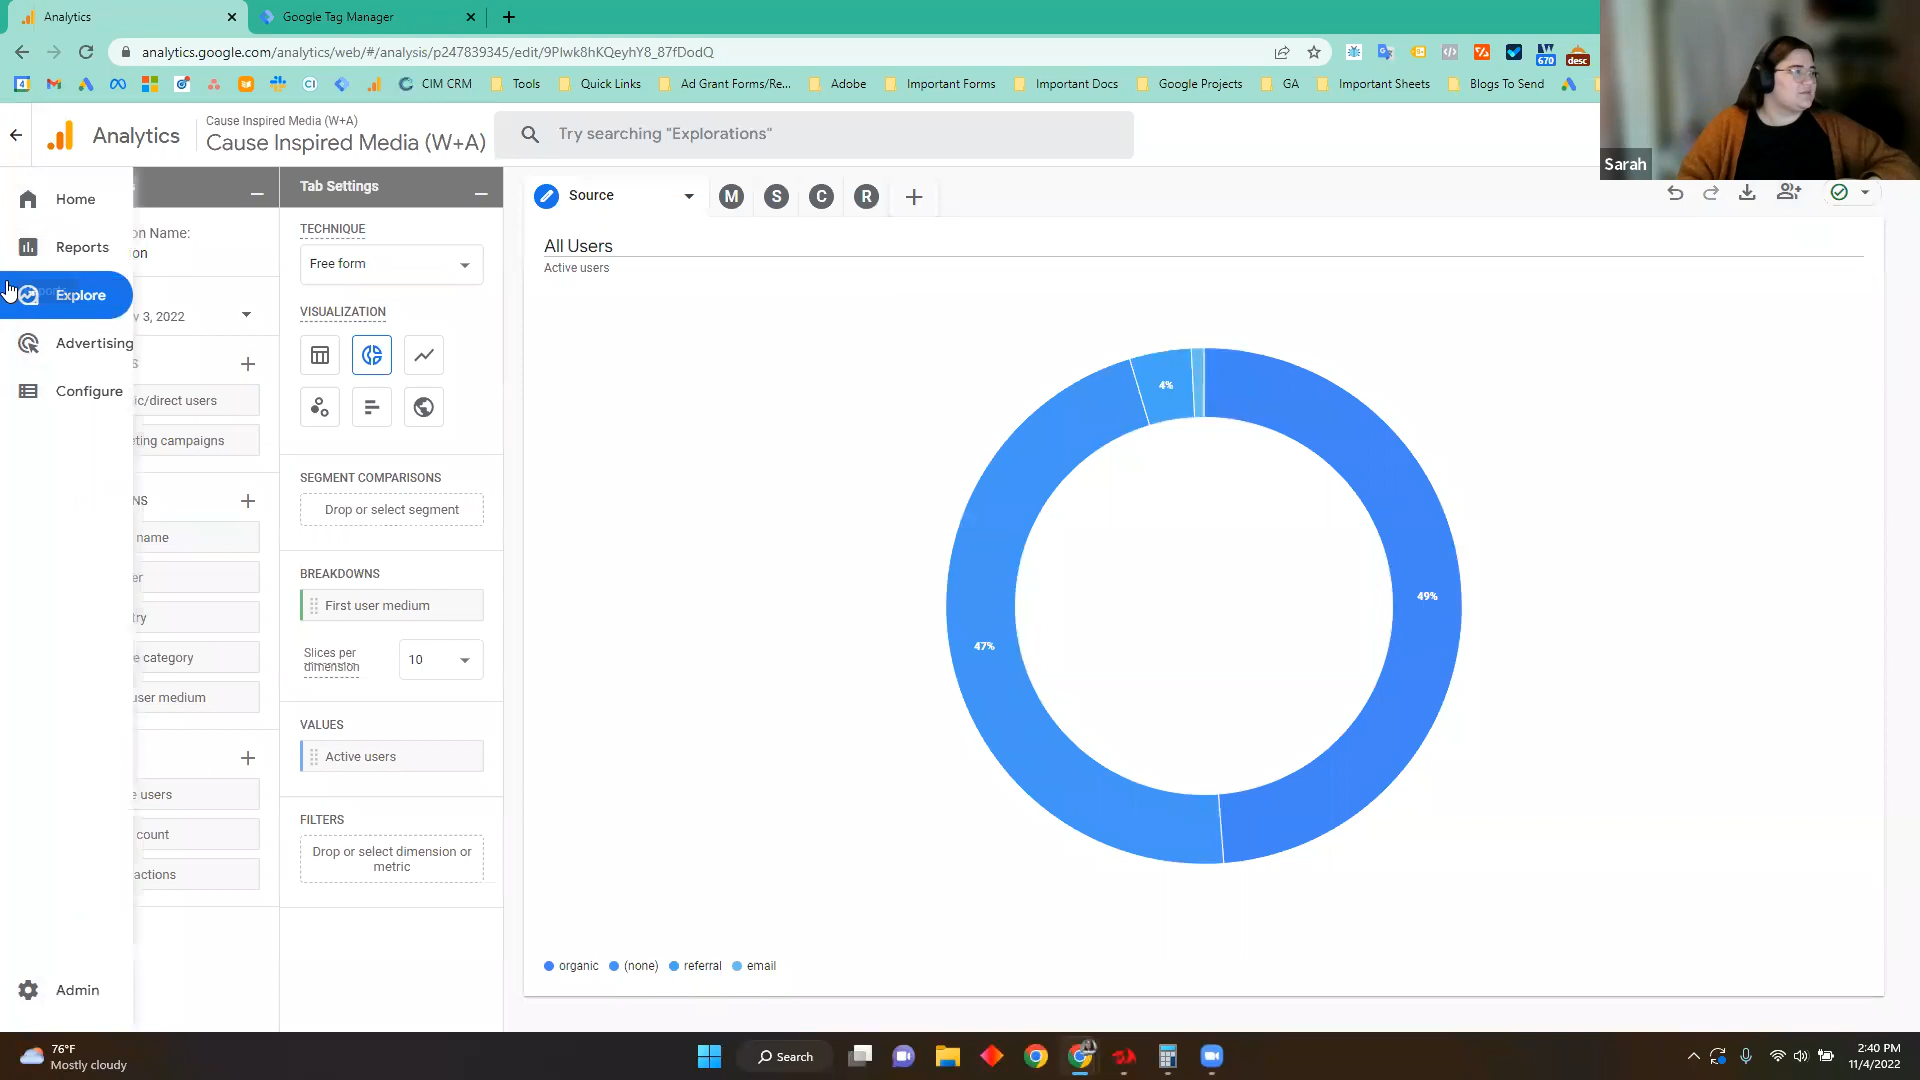 Analytics
Google Tag Manager
analytics.google.com/analytics/web/#/analysis/p247839345/edit/9Plwk8hKQeyhY8_87fDodQ
670
desc
4
CI
CIM CRM
Tools
Quick Links
Ad Grant Forms/Re...
Adobe
Important Forms
Important Docs
Google Projects
GA
Important Sheets
Blogs To Send
Sarah
Analytics
Cause Inspired Media (W+A)
Cause Inspired Media (W+A)
Try searching "Explorations"
Home
Reports
Explore
Advertising
Configure
Admin
on Name:
on
v 3, 2022
S
ic/direct users
eting campaigns
NS
name
er
try
e category
user medium
e users
count
actions
Tab Settings
TECHNIQUE
Free form
VISUALIZATION
SEGMENT COMPARISONS
Drop or select segment
BREAKDOWNS
First user medium
Slices per
dimension
10
VALUES
Active users
FILTERS
Drop or select dimension or
metric
Source
M
S
C
R
All Users
Active users
4%
49%
47%
organic
(none)
referral
email
76°F
Mostly cloudy
Search
2:40 PM
11/4/2022